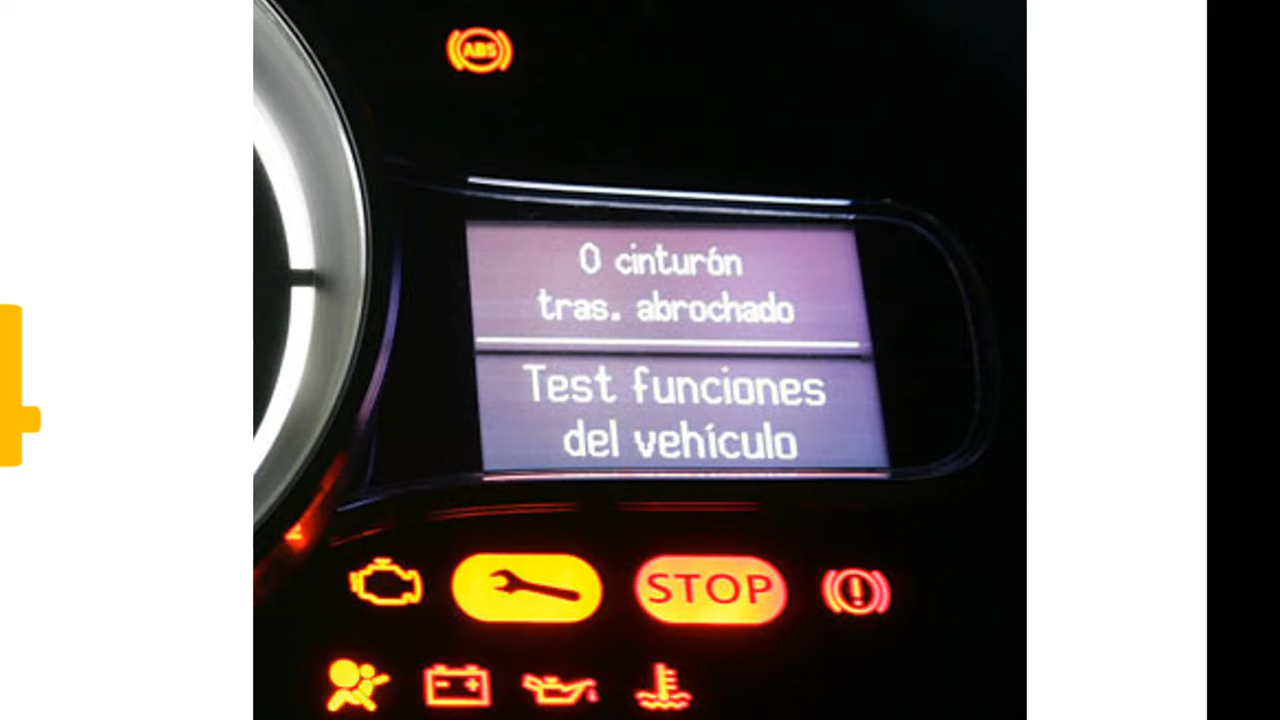 ABS
0 cinturón
tras. abrochado
Test funciones
del vehículo
STOP